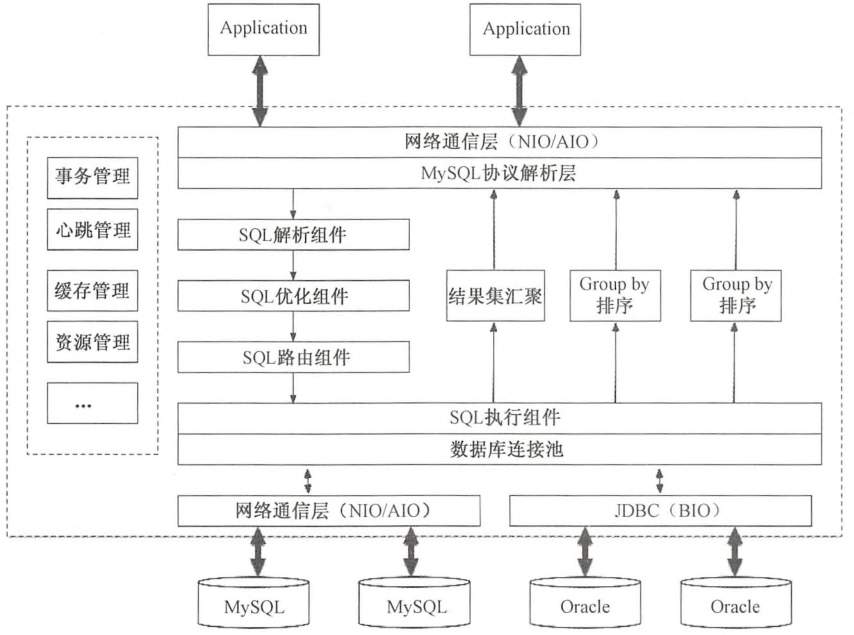 Application
Application
网络通信层（NIO/AIO）
MySQL协议解析层
事务管理
心跳管理
缓存管理
资源管理
...
SQL解析组件
SQL优化组件
SQL路由组件
结果集汇聚
Group by
排序
Group by
排序
SQL执行组件
数据库连接池
网络通信层（NIO/AIO）
JDBC（BIO）
MySQL
MySQL
Oracle
Oracle